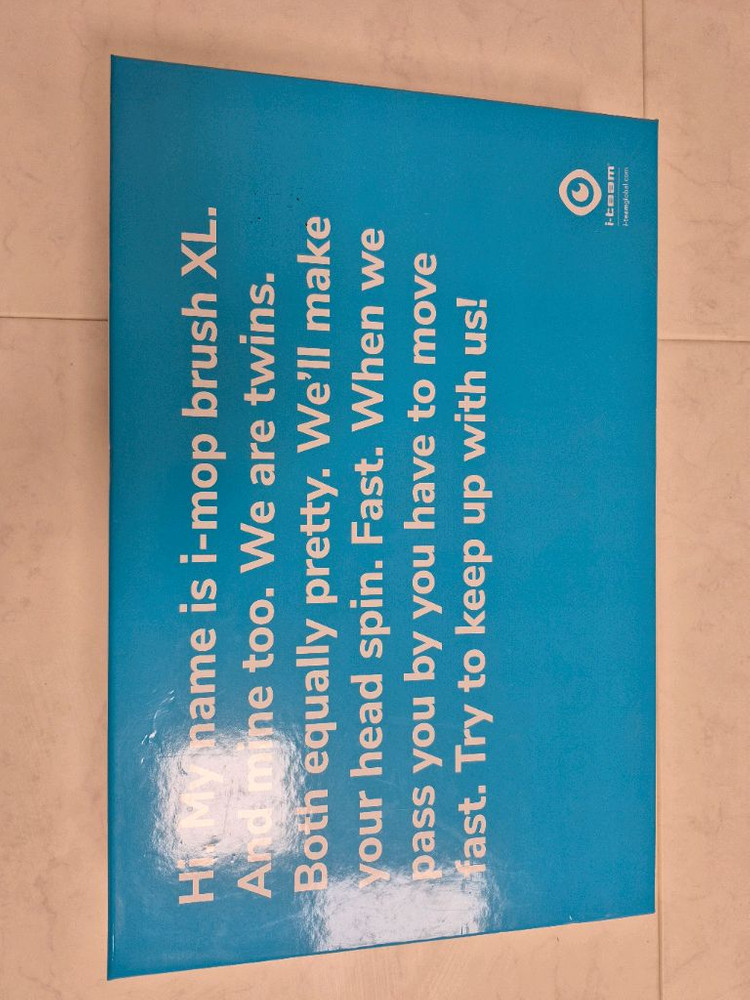 Hi. My name is i-mop brush XL.
And mine too. We are twins.
Both equally pretty. We'll make
your head spin. Fast. When we
pass you by you have to move
fast. Try to keep up with us!
i-team
i-teamglobal.com